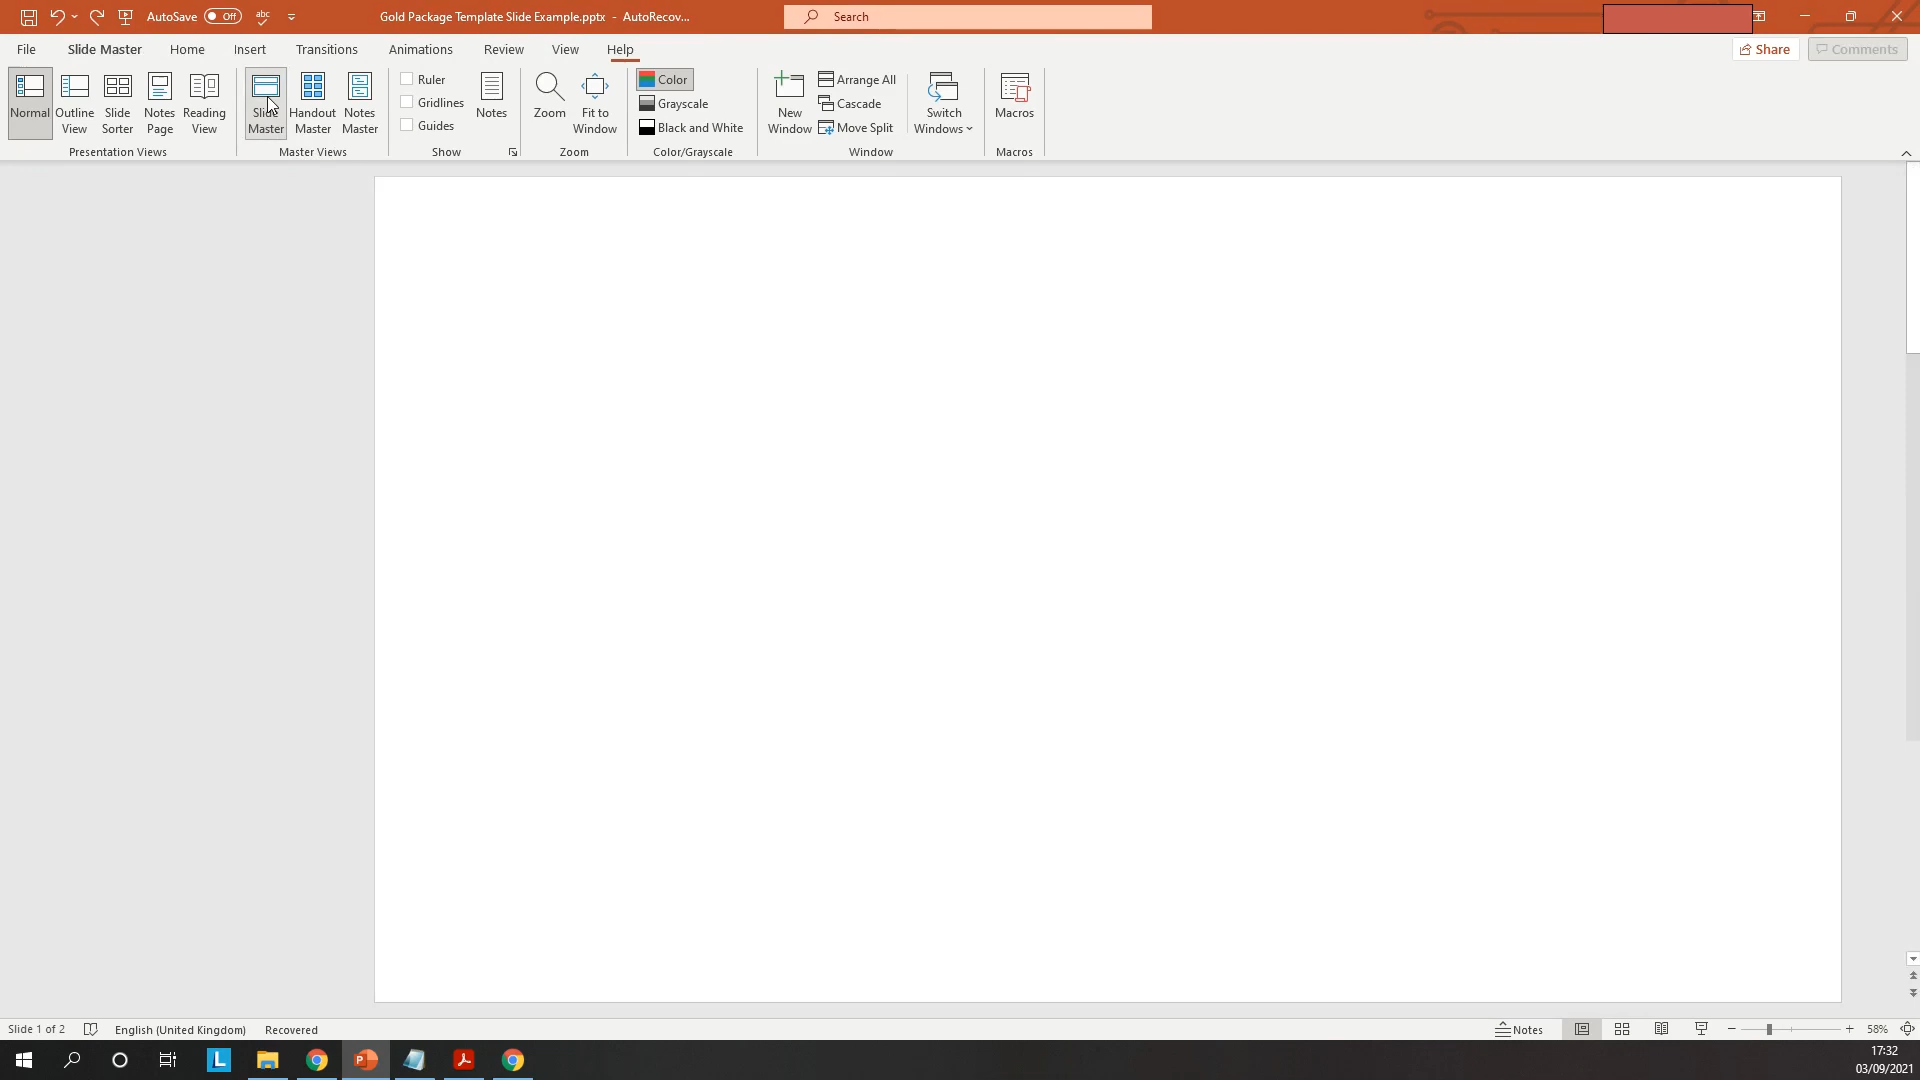 AutoSave Off abc Gold Package Template Slide Example.pptx - AutoRecov... Search
File Slide Master Home Insert Transitions Animations Review View Help Share Comments
Normal Outline View Slide Sorter Notes Page Reading View Slide Master Handout Master Notes Master Ruler Gridlines Guides Notes Zoom Fit to Window Color Grayscale Black and White New Window Arrange All Cascade Move Split Switch Windows Macros
Presentation Views Master Views Show Zoom Color/Grayscale Window Macros
Slide 1 of 2 English (United Kingdom) Recovered Notes 58%
L P 17:32
03/09/2021